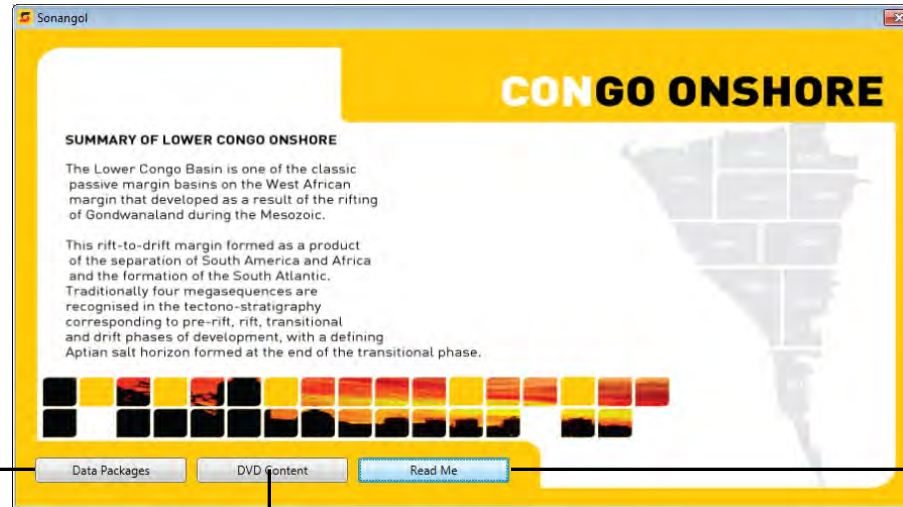 Sonangol
CONGO ONSHORE
SUMMARY OF LOWER CONGO ONSHORE
The Lower Congo Basin is one of the classic
passive margin basins on the West African
margin that developed as a result of the rifting
of Gondwanaland during the Mesozoic.
This rift-to-drift margin formed as a product
of the separation of South America and Africa
and the formation of the South Atlantic.
Traditionally four megasequences are
recognised in the tectono-stratigraphy
corresponding to pre-rift, rift, transitional
and drift phases of development, with a defining
Aptian salt horizon formed at the end of the transitional phase.
Data Packages
DVD Content
Read Me